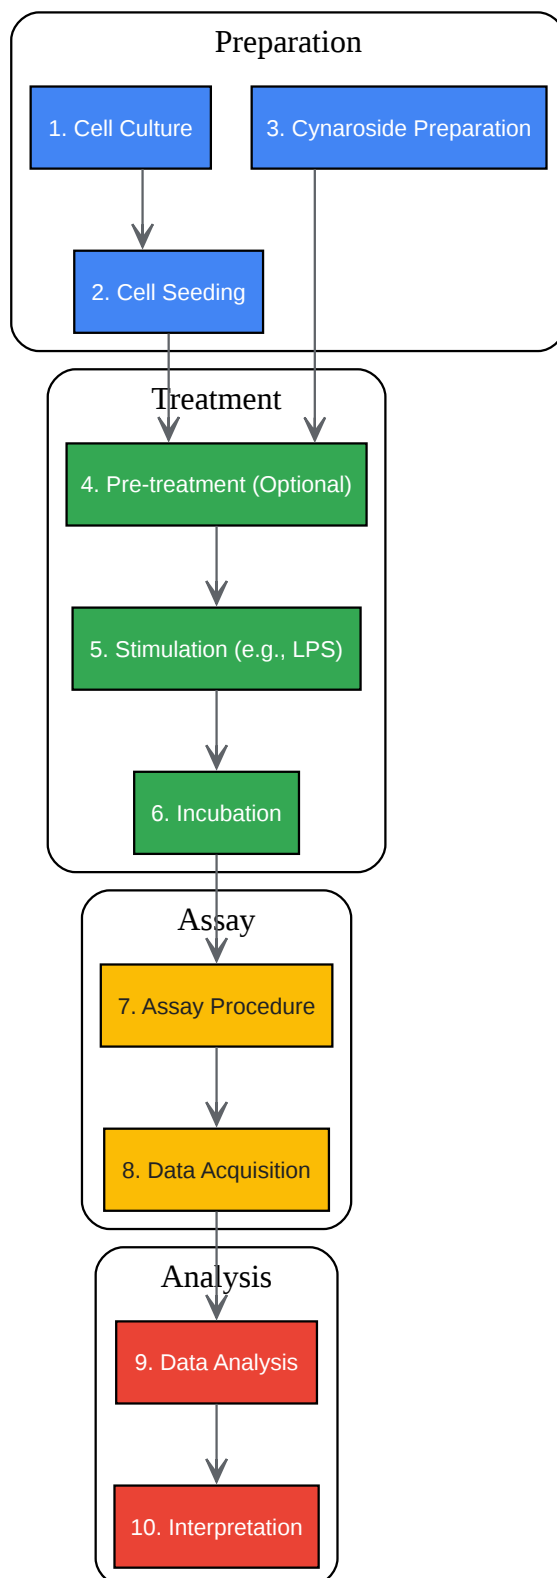 Preparation
1. Cell Culture
3. Cynaroside Preparation
2. Cell Seeding
Treatment
4. Pre-treatment (Optional)
5. Stimulation (e.g., LPS)
6. Incubation
Assay
7. Assay Procedure
8. Data Acquisition
Analysis
9. Data Analysis
10. Interpretation